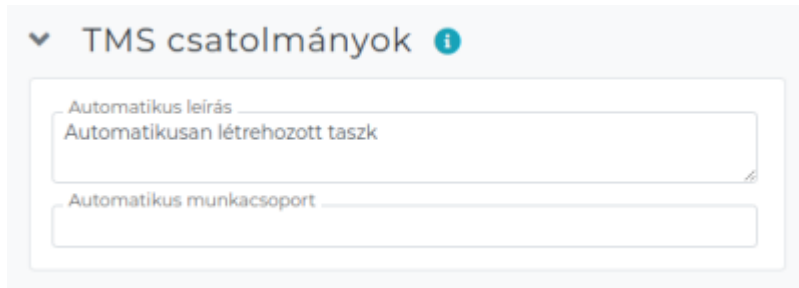 TMS csatolmányok
Automatikus leírás
Automatikusan létrehozott taszk
Automatikus munkacsoport